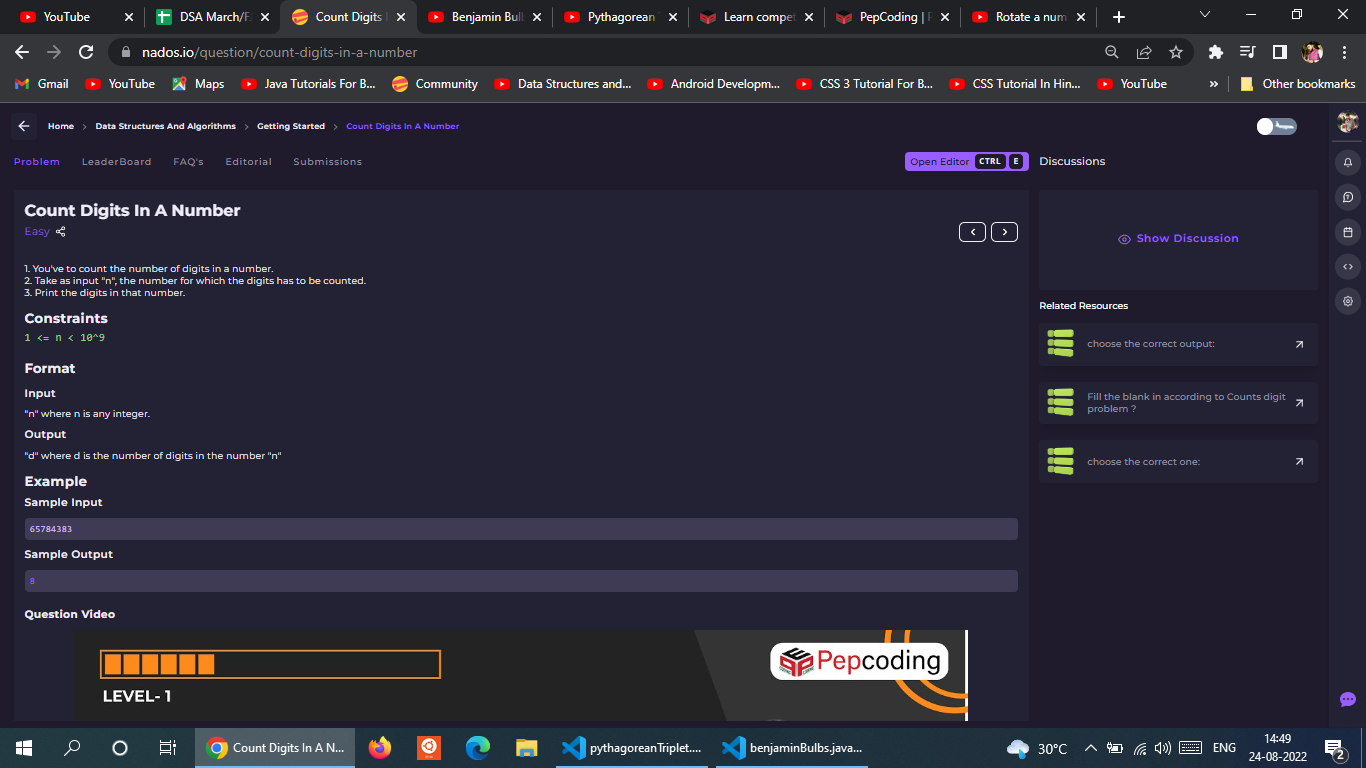 YouTube
DSA March/F
Count Digits
Benjamin Bul
Pythagorean
Learn compet
PepCoding |
Rotate a num
nados.io/question/count-digits-in-a-number
Gmail
YouTube
Maps
Java Tutorials For B...
Community
Data Structures and...
Android Developm...
CSS 3 Tutorial For B...
CSS Tutorial In Hin...
YouTube
»
Other bookmarks
Home > Data Structures And Algorithms > Getting Started > Count Digits In A Number
Problem
LeaderBoard
FAQ's
Editorial
Submissions
Open Editor CTRL E
Discussions
Count Digits In A Number
Easy
Show Discussion
1. You've to count the number of digits in a number.
2. Take as input "n", the number for which the digits has to be counted.
3. Print the digits in that number.
Constraints
1 <= n < 10^9
Format
Input
"n" where n is any integer.
Output
"d" where d is the number of digits in the number "n"
Example
Sample Input
65784383
Sample Output
8
Question Video
LEVEL- 1
Pepcoding
Related Resources
choose the correct output:
Fill the blank in according to Counts digit
problem ?
choose the correct one:
Count Digits In A N...
pythagoreanTriplet....
benjaminBulbs.java...
30°C
ENG
14:49
24-08-2022
2